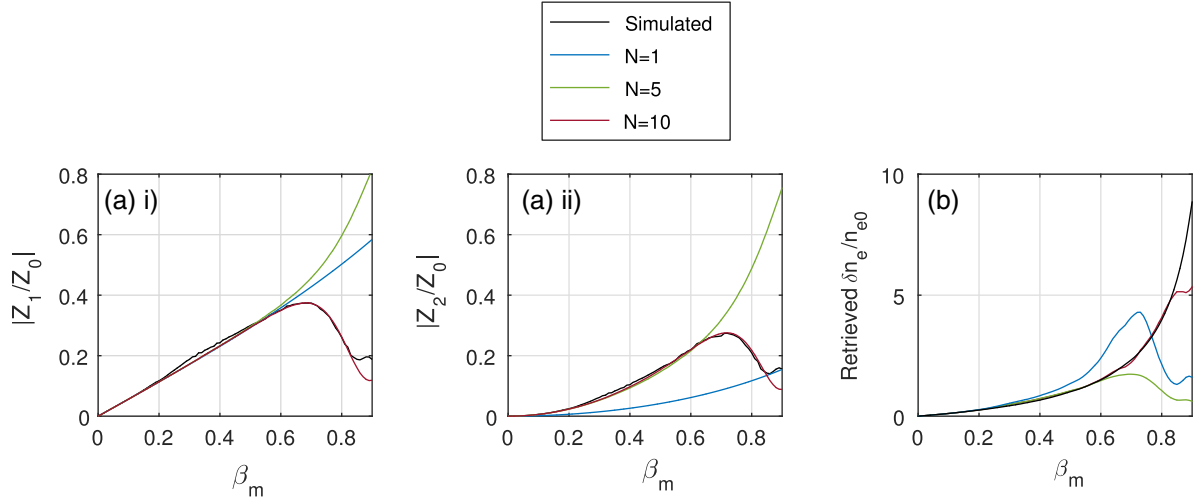 Simulated
N=1
N=5
N=10
(a) i)
|Z₁/Z₀|
0.8
0.6
0.4
0.2
0
0 0.2 0.4 0.6 0.8
βₘ
(a) ii)
|Z₂/Z₀|
0.8
0.6
0.4
0.2
0
0 0.2 0.4 0.6 0.8
βₘ
(b)
Retrieved δnₑ/nₑ₀
10
5
0
0 0.2 0.4 0.6 0.8
βₘ